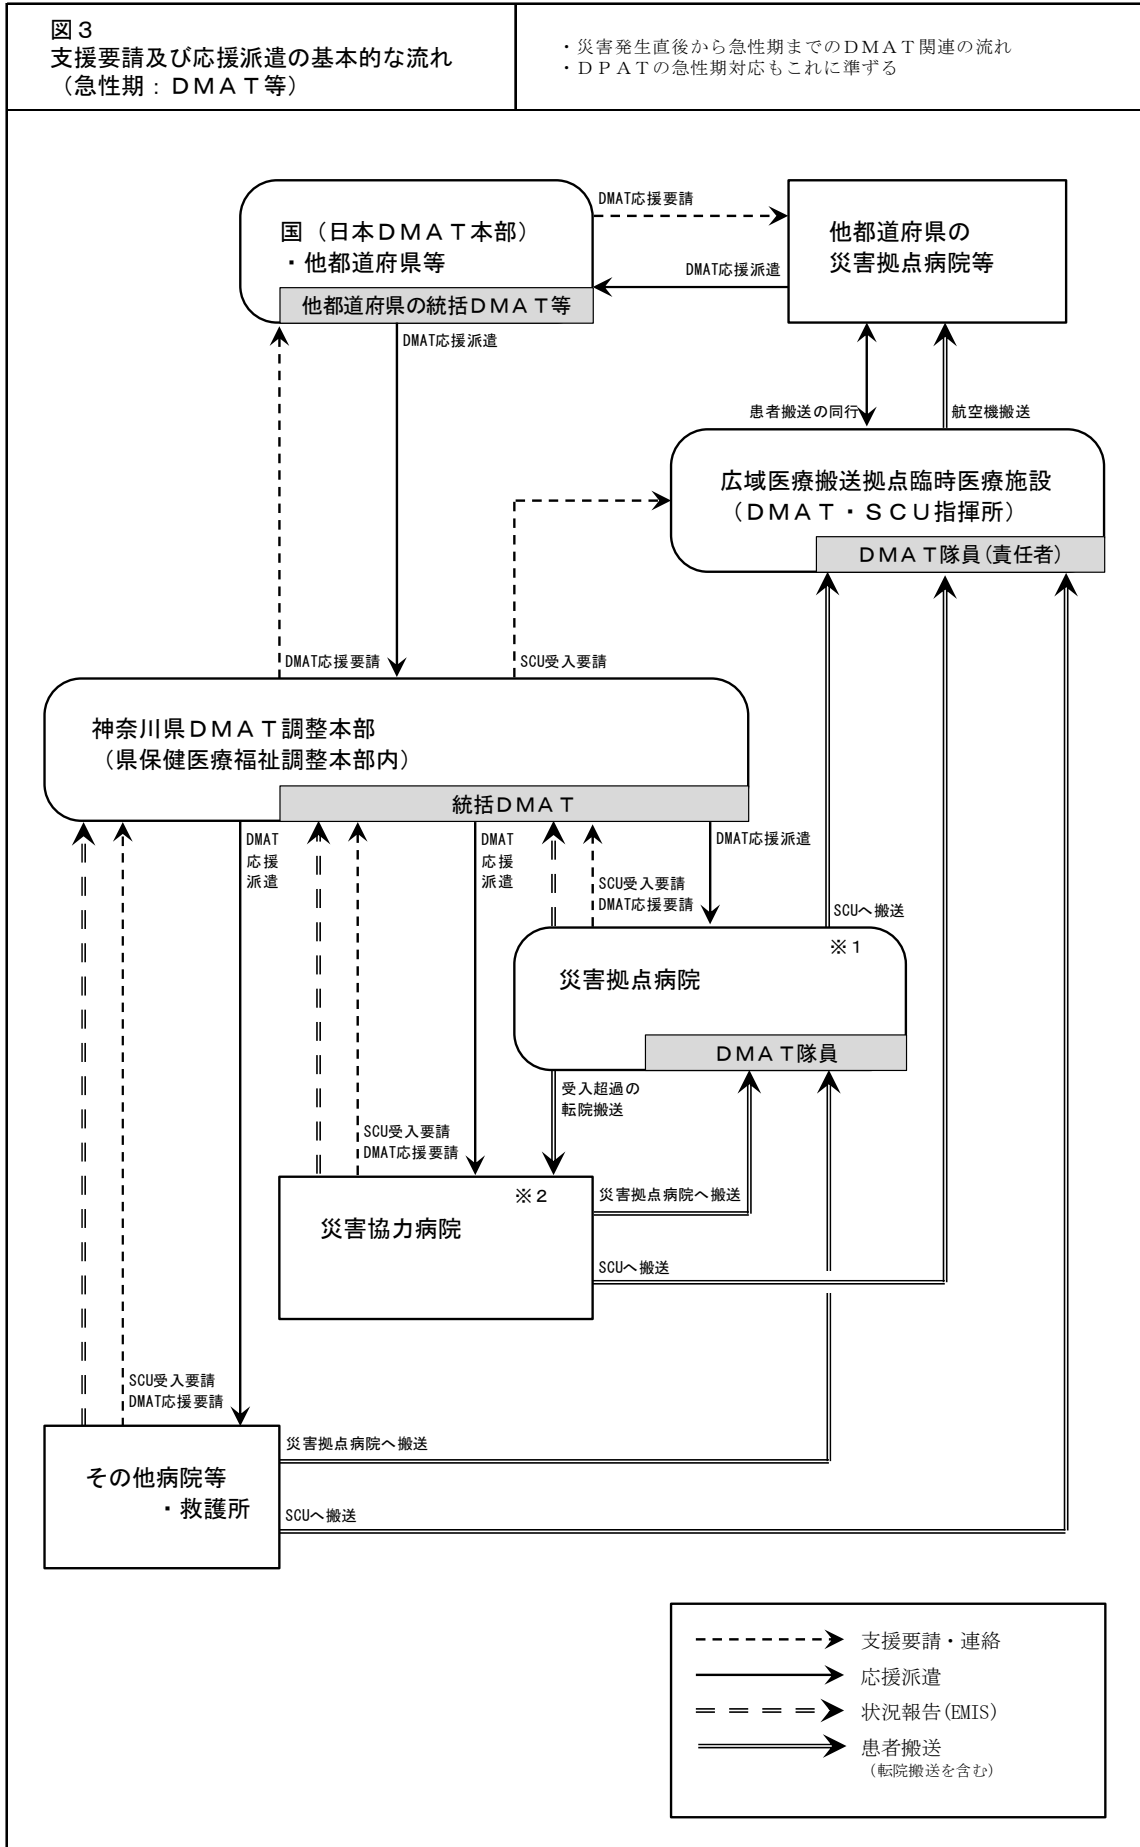 図3
支援要請及び応援派遣の基本的な流れ
（急性期：DMAT等）
・災害発生直後から急性期までのDMAT関連の流れ
・DPATの急性期対応もこれに準ずる
国（日本DMAT本部）
・他都道府県等
他都道府県の統括DMAT等
DMAT応援要請
DMAT応援派遣
他都道府県の
災害拠点病院等
DMAT応援派遣
患者搬送の同行
航空機搬送
広域医療搬送拠点臨時医療施設
（DMAT・SCU指揮所）
DMAT隊員(責任者)
DMAT応援要請
SCU受入要請
神奈川県DMAT調整本部
（県保健医療福祉調整本部内）
統括DMAT
DMAT
応援
派遣
DMAT
応援
派遣
DMAT応援派遣
SCU受入要請
DMAT応援要請
SCUへ搬送
※1
災害拠点病院
DMAT隊員
受入超過の
転院搬送
SCU受入要請
DMAT応援要請
※2
災害協力病院
災害拠点病院へ搬送
SCUへ搬送
SCU受入要請
DMAT応援要請
その他病院等
・救護所
災害拠点病院へ搬送
SCUへ搬送
支援要請・連絡
応援派遣
状況報告(EMIS)
患者搬送
（転院搬送を含む）